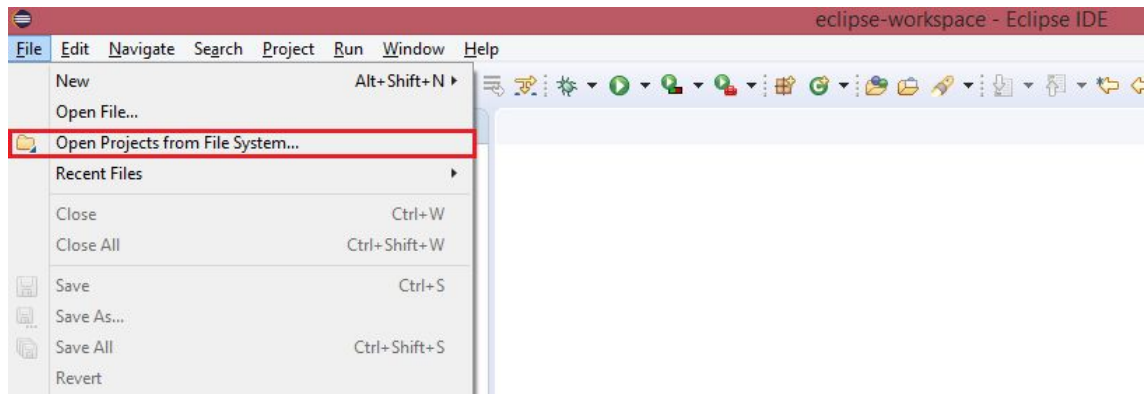 eclipse-workspace - Eclipse IDE
File Edit Navigate Search Project Run Window Help
New Alt+Shift+N
Open File...
Open Projects from File System...
Recent Files
Close Ctrl+W
Close All Ctrl+Shift+W
Save Ctrl+S
Save As...
Save All Ctrl+Shift+S
Revert